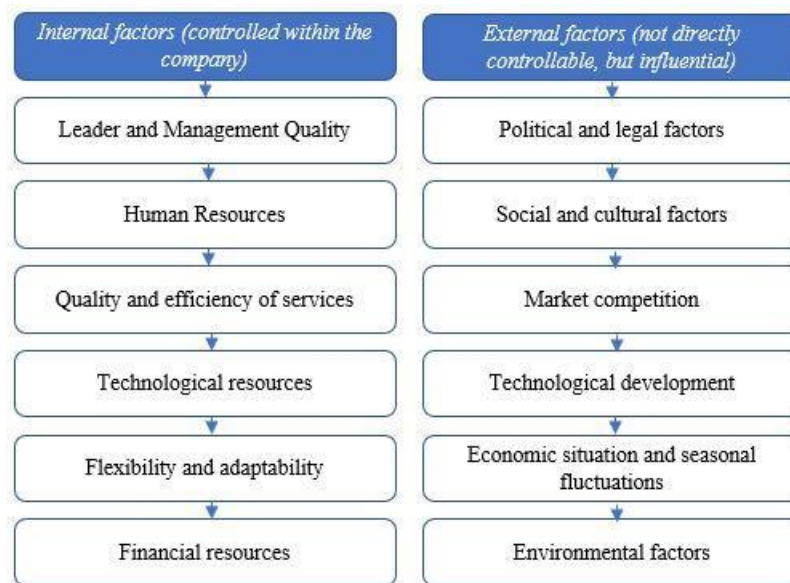 Internal factors (controlled within the
company)
Leader and Management Quality
Human Resources
Quality and efficiency of services
Technological resources
Flexibility and adaptability
Financial resources
External factors (not directly
controllable, but influential)
Political and legal factors
Social and cultural factors
Market competition
Technological development
Economic situation and seasonal
fluctuations
Environmental factors